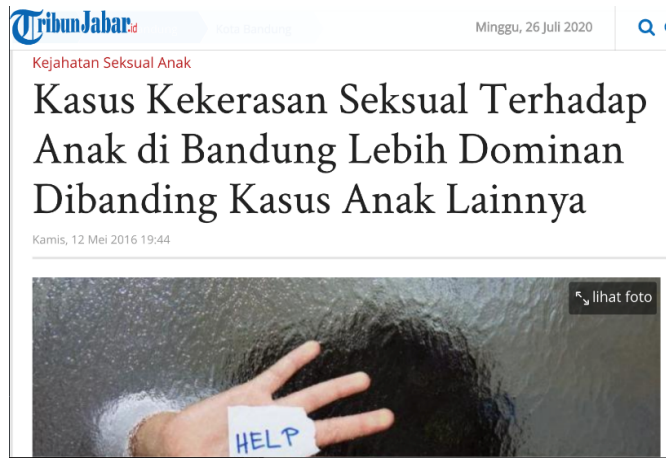 TribunJabar.id
Kota Bandung
Minggu, 26 Juli 2020
Kejahatan Seksual Anak
Kasus Kekerasan Seksual Terhadap
Anak di Bandung Lebih Dominan
Dibanding Kasus Anak Lainnya
Kamis, 12 Mei 2016 19:44
lihat foto
HELP